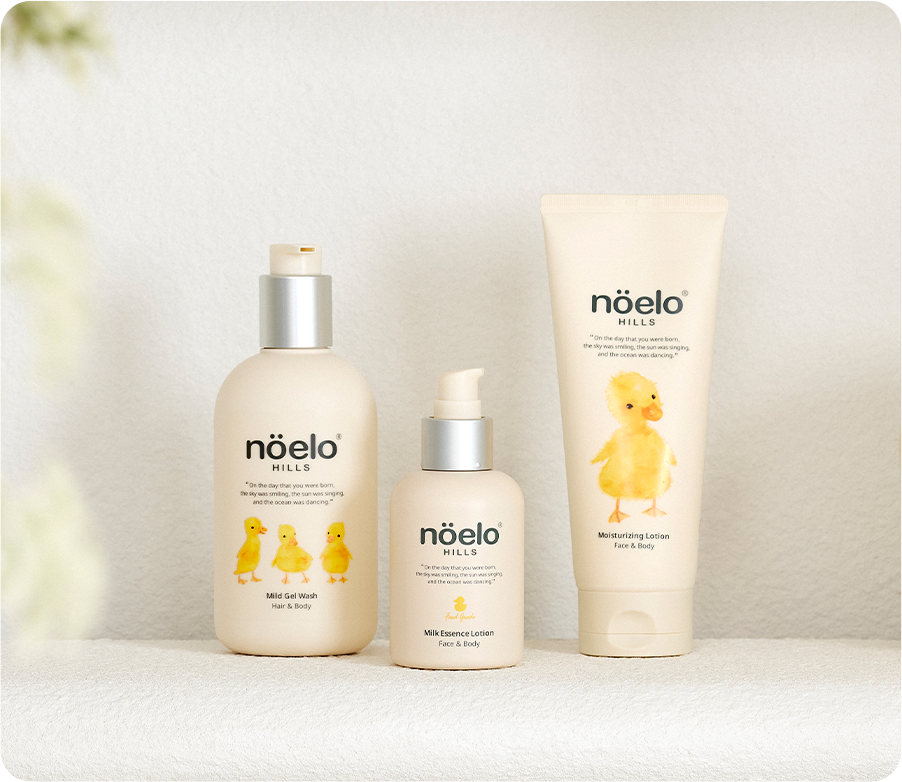 nöelo®
HILLS
"On the day that you were born,
the sky was smiling, the sun was singing,
and the ocean was dancing."
Mild Gel Wash
Hair & Body
nöelo®
HILLS
"On the day that you were born,
the sky was smiling, the sun was singing,
and the ocean was dancing."
Milk Essence Lotion
Face & Body
nöelo®
HILLS
"On the day that you were born,
the sky was smiling, the sun was singing,
and the ocean was dancing."
Moisturizing Lotion
Face & Body